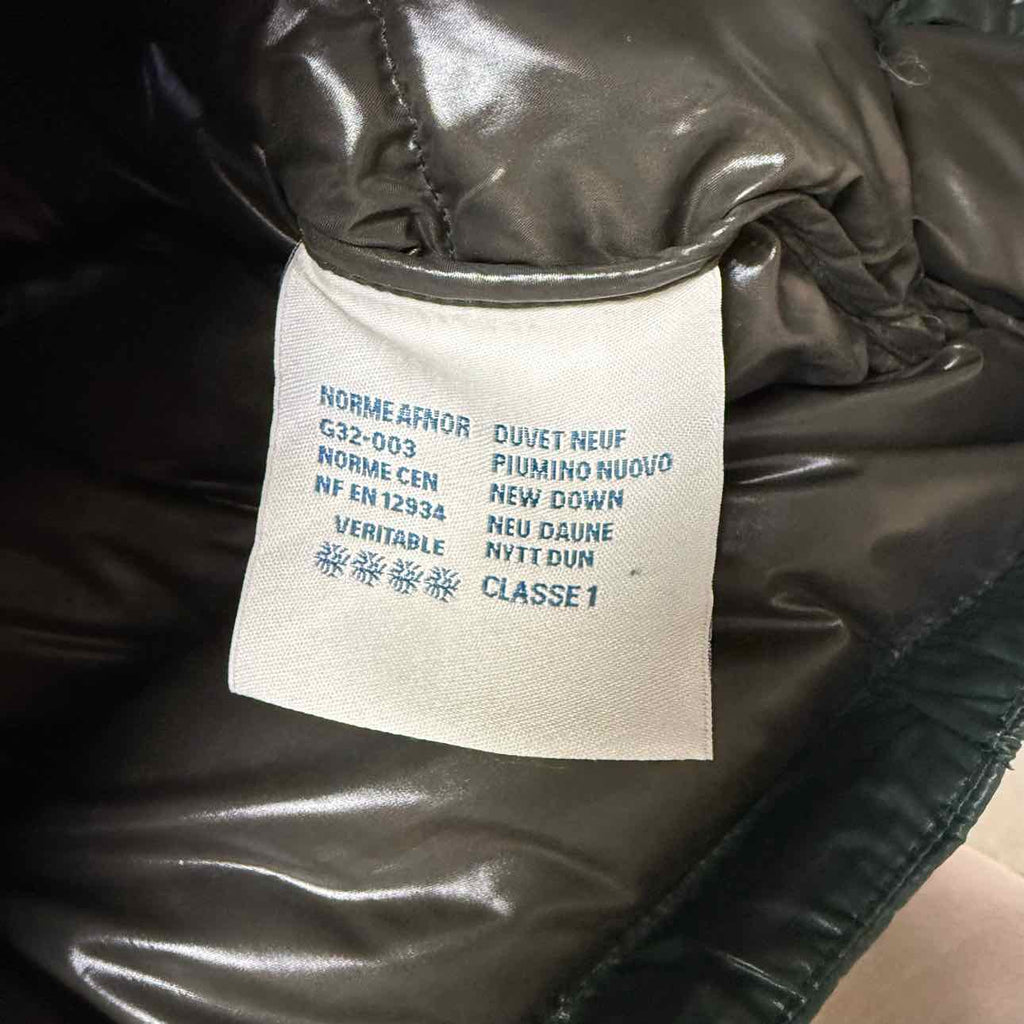 NORME AFNOR
G32-003
NORME CEN
NF EN 12934
VERITABLE
DUVET NEUF
PIUMINO NUOVO
NEW DOWN
NEU DAUNE
NYTT DUN
CLASSE 1